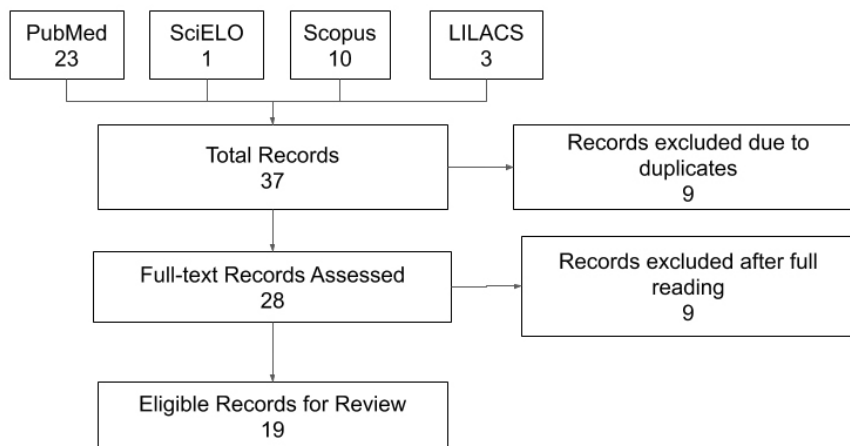 PubMed
23
SciELO
1
Scopus
10
LILACS
3
Total Records
37
Records excluded due to
duplicates
9
Full-text Records Assessed
28
Records excluded after full
reading
9
Eligible Records for Review
19